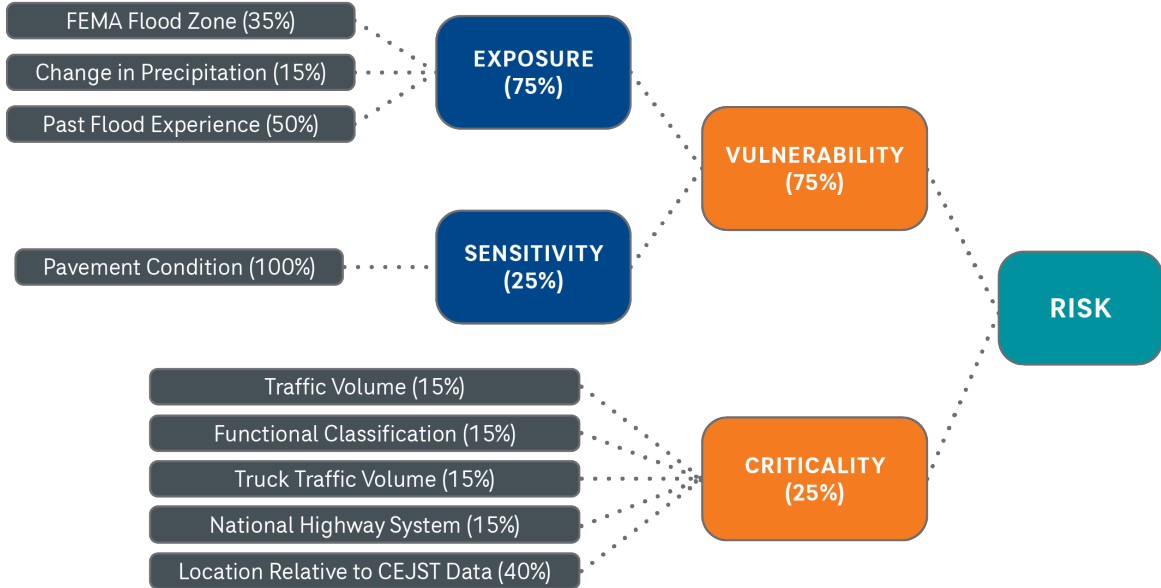 FEMA Flood Zone (35%)
Change in Precipitation (15%)
Past Flood Experience (50%)
EXPOSURE
(75%)
VULNERABILITY
(75%)
Pavement Condition (100%)
SENSITIVITY
(25%)
RISK
Traffic Volume (15%)
Functional Classification (15%)
Truck Traffic Volume (15%)
National Highway System (15%)
Location Relative to CEJST Data (40%)
CRITICALITY
(25%)